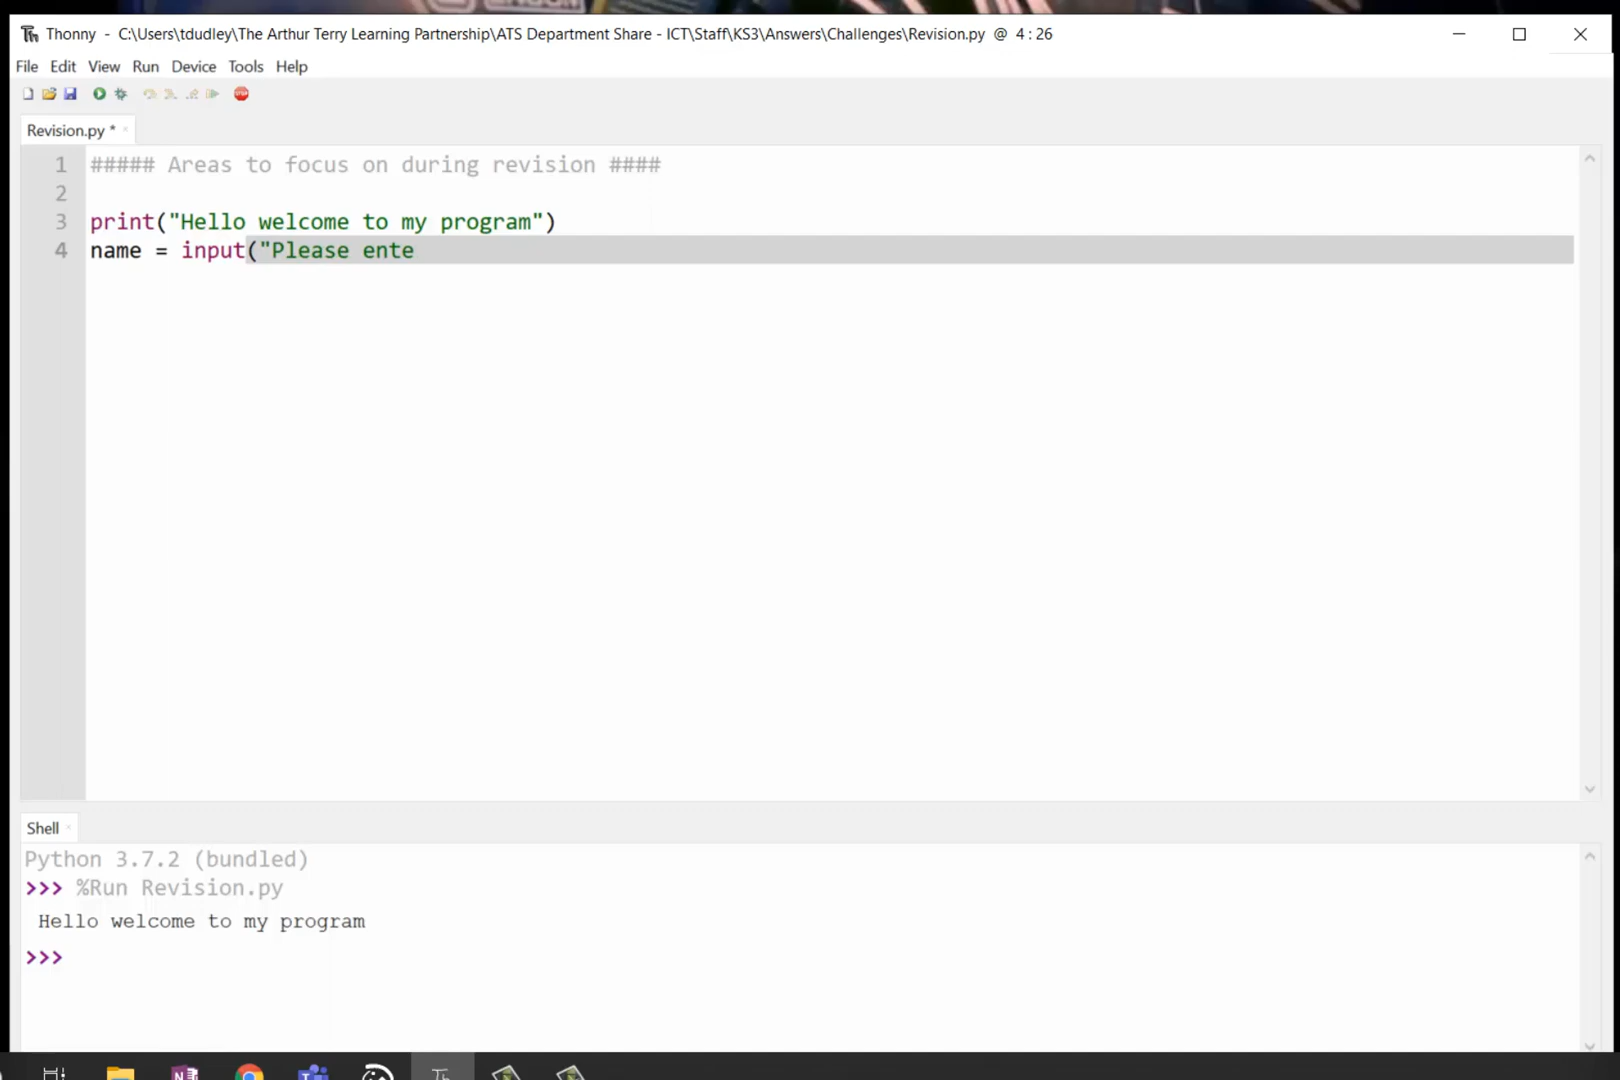 Thonny - C:\Users\tdudley\The Arthur Terry Learning Partnership\ATS Department Share - ICT\Staff\KS3\Answers\Challenges\Revision.py @ 4 : 26
File Edit View Run Device Tools Help
Revision.py *
1 ##### Areas to focus on during revision ####
2
3 print("Hello welcome to my program")
4 name = input("Please ente
Shell
Python 3.7.2 (bundled)
>>> %Run Revision.py
Hello welcome to my program
>>>